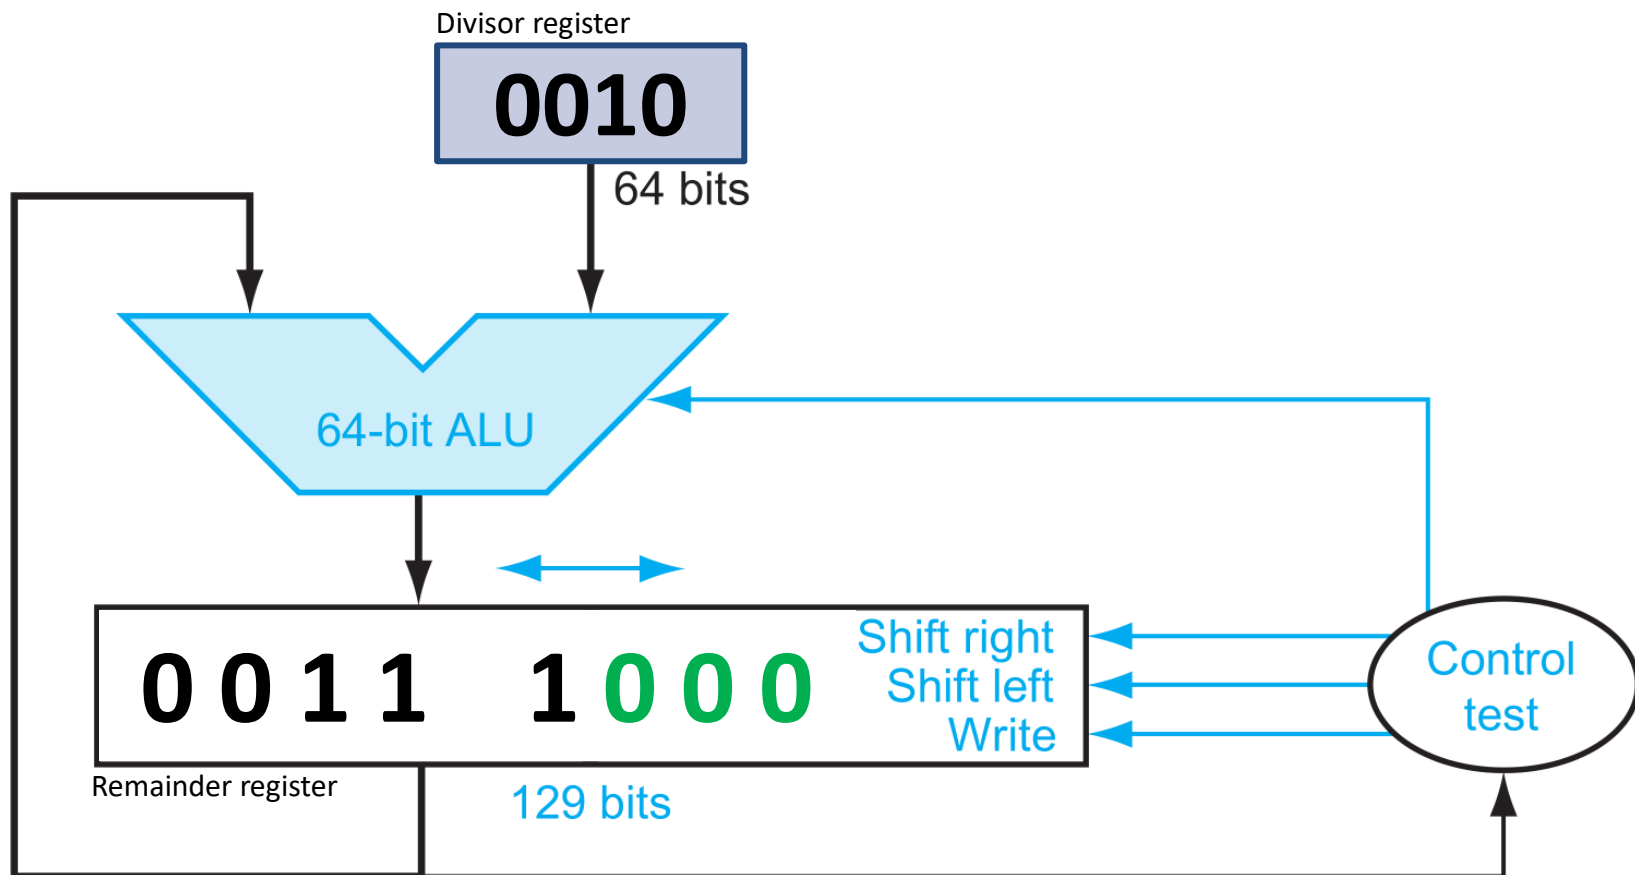 Divisor register
0010
64 bits
64-bit ALU
0 0 1 1 1 0 0 0
Shift right
Shift left
Write
Control
test
Remainder register
129 bits